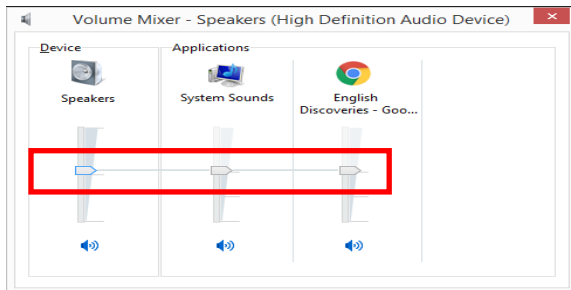 Volume Mixer - Speakers (High Definition Audio Device)
Device
Applications
Speakers
System Sounds
English
Discoveries - Goo...